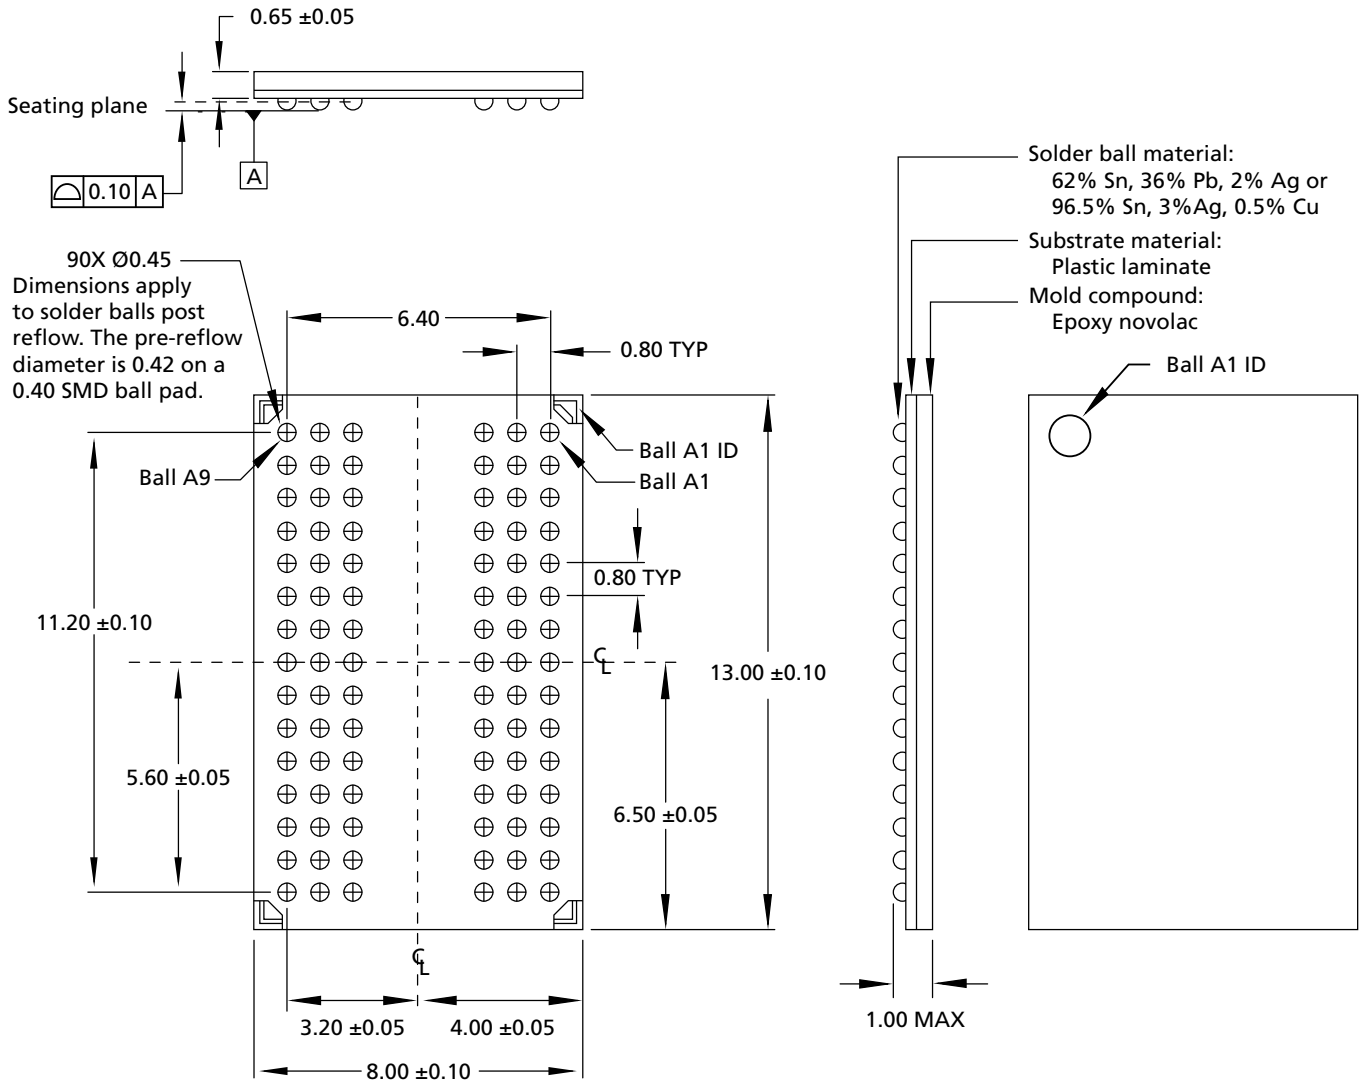 0.65 ±0.05
Seating plane
0.10 A
A
Solder ball material:
62% Sn, 36% Pb, 2% Ag or
96.5% Sn, 3%Ag, 0.5% Cu
Substrate material:
Plastic laminate
Mold compound:
Epoxy novolac
90X Ø0.45
Dimensions apply
to solder balls post
reflow. The pre-reflow
diameter is 0.42 on a
0.40 SMD ball pad.
6.40
0.80 TYP
Ball A1 ID
Ball A1 ID
Ball A9
Ball A1
0.80 TYP
11.20 ±0.10
CL
13.00 ±0.10
5.60 ±0.05
6.50 ±0.05
CL
3.20 ±0.05
4.00 ±0.05
1.00 MAX
8.00 ±0.10